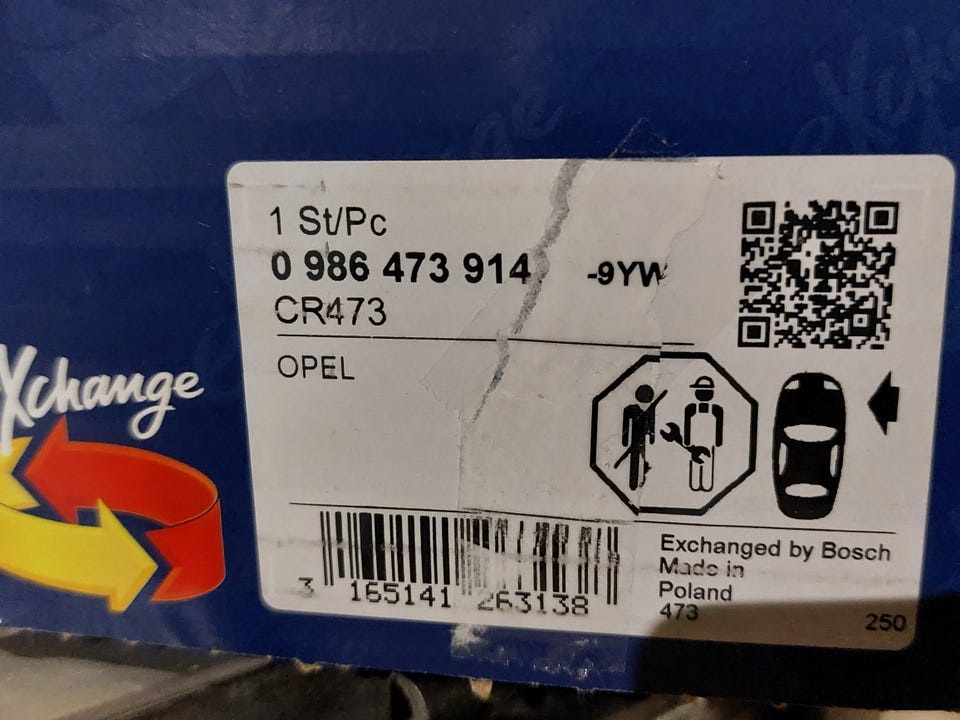 1 St/Pc
0 986 473 914 -9YW
CR473
OPEL
Xchange
Exchanged by Bosch
Made in
Poland
473
250
3 165141 263138